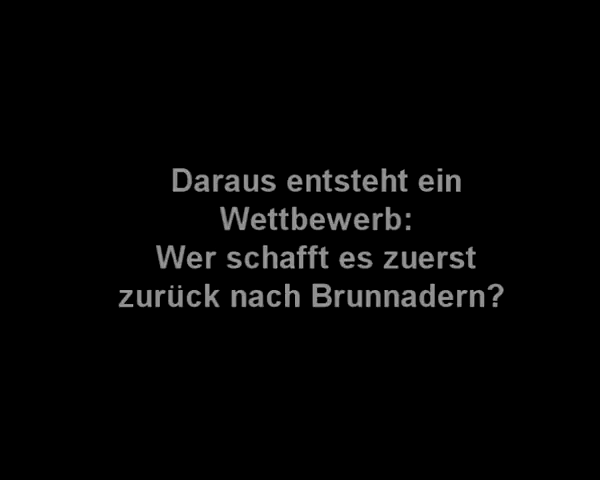 Daraus entsteht ein
Wettbewerb:
Wer schafft es zuerst
zurück nach Brunnadern?